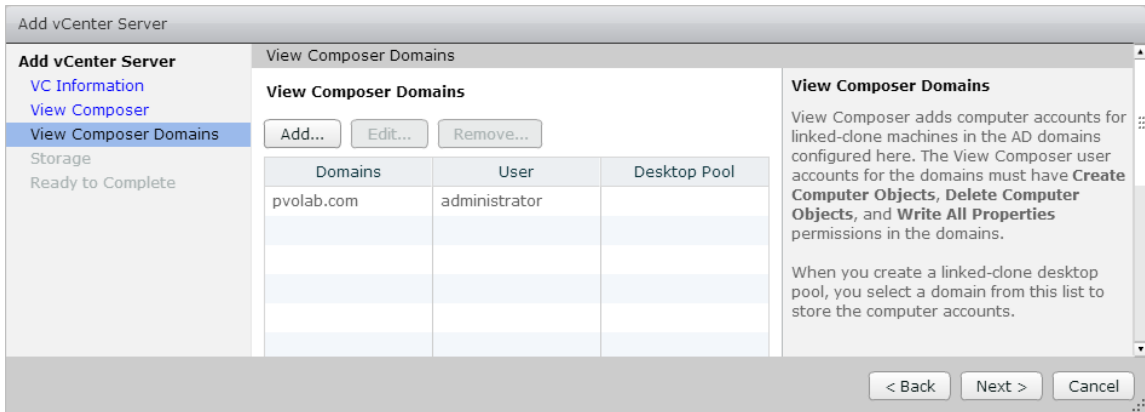 Add vCenter Server
Add vCenter Server
VC Information
View Composer
View Composer Domains
Storage
Ready to Complete
View Composer Domains
View Composer Domains
Add... Edit... Remove...
Domains User Desktop Pool
pvolab.com administrator
View Composer Domains
View Composer adds computer accounts for
linked-clone machines in the AD domains
configured here. The View Composer user
accounts for the domains must have Create
Computer Objects, Delete Computer
Objects, and Write All Properties
permissions in the domains.
When you create a linked-clone desktop
pool, you select a domain from this list to
store the computer accounts.
< Back Next > Cancel